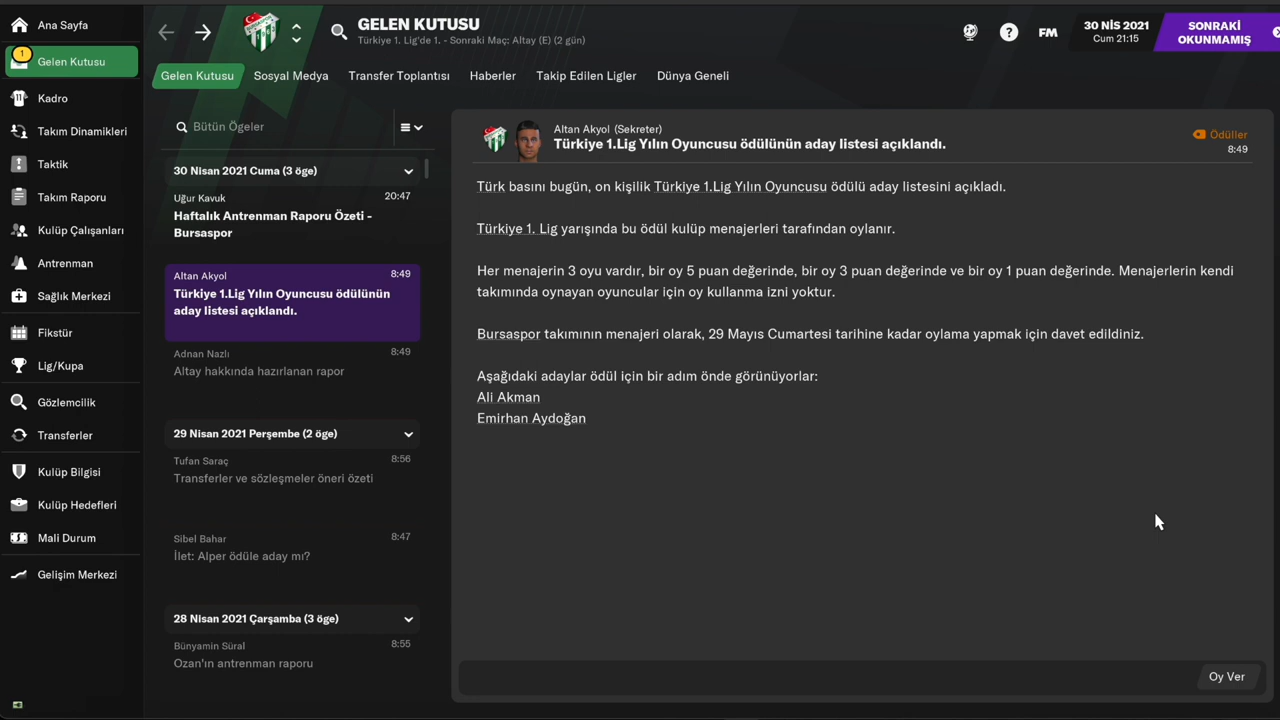 Ana Sayfa
1
Gelen Kutusu
Kadro
Takım Dinamikleri
Taktik
Takım Raporu
Kulüp Çalışanları
Antrenman
Sağlık Merkezi
Fikstür
Lig/Kupa
Gözlemcilik
Transferler
Kulüp Bilgisi
Kulüp Hedefleri
Mali Durum
Gelişim Merkezi
GELEN KUTUSU
Türkiye 1. Lig'de 1. - Sonraki Maç: Altay (E) (2 gün)
FM
30 NİS 2021
Cum 21:15
SONRAKİ
OKUNMAMIŞ
Gelen Kutusu
Sosyal Medya
Transfer Toplantısı
Haberler
Takip Edilen Ligler
Dünya Geneli
Bütün Ögeler
30 Nisan 2021 Cuma (3 öge)
Uğur Kavuk 20:47
Haftalık Antrenman Raporu Özeti -
Bursaspor
Altan Akyol 8:49
Türkiye 1.Lig Yılın Oyuncusu ödülünün
aday listesi açıklandı.
Adnan Nazlı 8:49
Altay hakkında hazırlanan rapor
29 Nisan 2021 Perşembe (2 öge)
Tufan Saraç 8:56
Transferler ve sözleşmeler öneri özeti
Sibel Bahar 8:47
İlet: Alper ödüle aday mı?
28 Nisan 2021 Çarşamba (3 öge)
Bünyamin Süral 8:55
Ozan'ın antrenman raporu
Altan Akyol (Sekreter)
Türkiye 1.Lig Yılın Oyuncusu ödülünün aday listesi açıklandı.
Ödüller
8:49
Türk basını bugün, on kişilik Türkiye 1.Lig Yılın Oyuncusu ödülü aday listesini açıkladı.
Türkiye 1. Lig yarışında bu ödül kulüp menajerleri tarafından oylanır.
Her menajerin 3 oyu vardır, bir oy 5 puan değerinde, bir oy 3 puan değerinde ve bir oy 1 puan değerinde. Menajerlerin kendi
takımında oynayan oyuncular için oy kullanma izni yoktur.
Bursaspor takımının menajeri olarak, 29 Mayıs Cumartesi tarihine kadar oylama yapmak için davet edildiniz.
Aşağıdaki adaylar ödül için bir adım önde görünüyorlar:
Ali Akman
Emirhan Aydoğan
Oy Ver